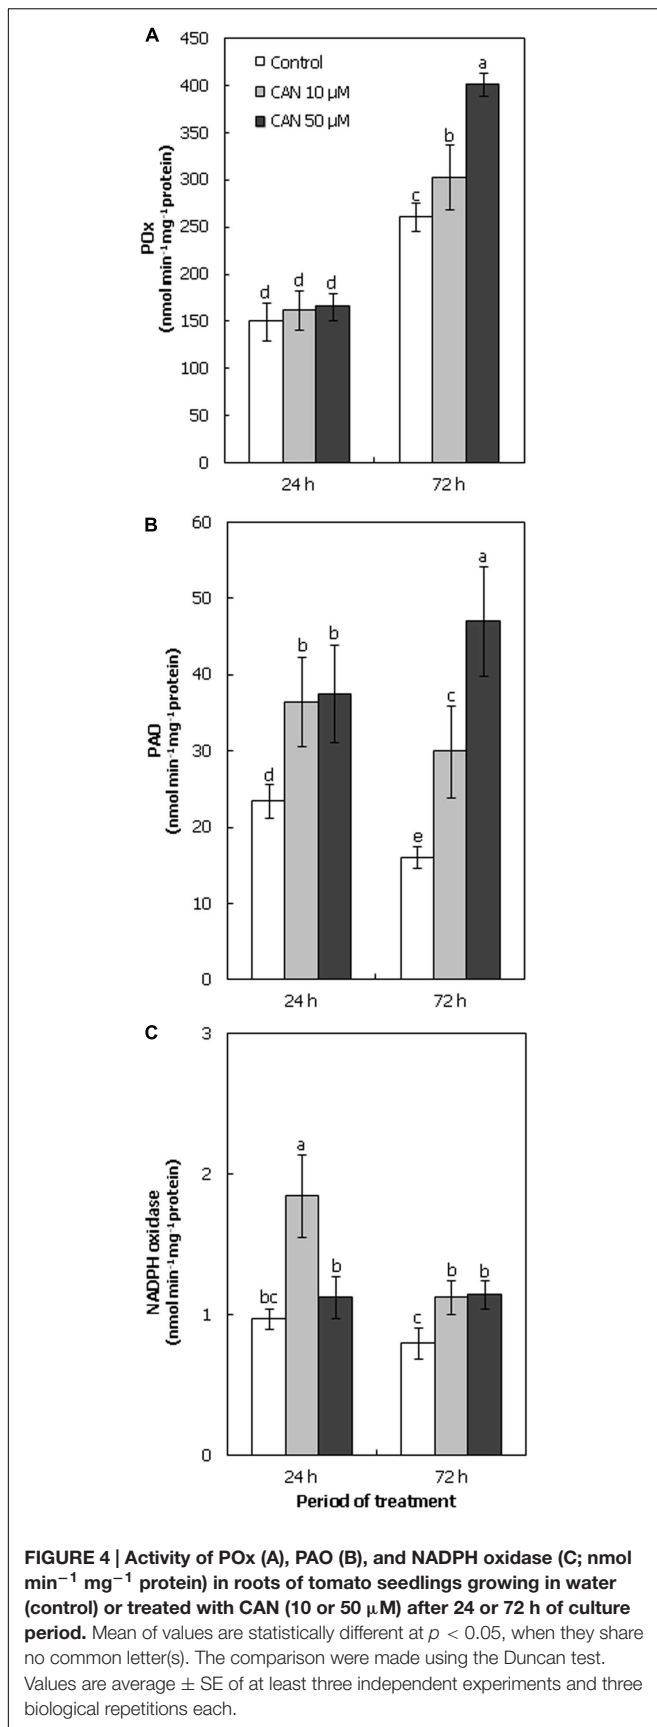 A
450
400
350
300
250
200
150
100
50
0
POx
(nmol min-1mg-1protein)
Control
CAN 10 µM
CAN 50 µM
d
d
d
c
b
a
24 h
72 h
B
60
50
40
30
20
10
0
PAO
(nmol min-1mg-1protein)
d
b
b
e
c
a
24 h
72 h
C
3
2
1
0
NADPH oxidase
(nmol min-1mg-1protein)
bc
a
b
c
b
b
24 h
72 h
Period of treatment
FIGURE 4 | Activity of POx (A), PAO (B), and NADPH oxidase (C; nmol
min−1 mg−1 protein) in roots of tomato seedlings growing in water
(control) or treated with CAN (10 or 50 µM) after 24 or 72 h of culture
period. Mean of values are statistically different at p < 0.05, when they share
no common letter(s). The comparison were made using the Duncan test.
Values are average ± SE of at least three independent experiments and three
biological repetitions each.